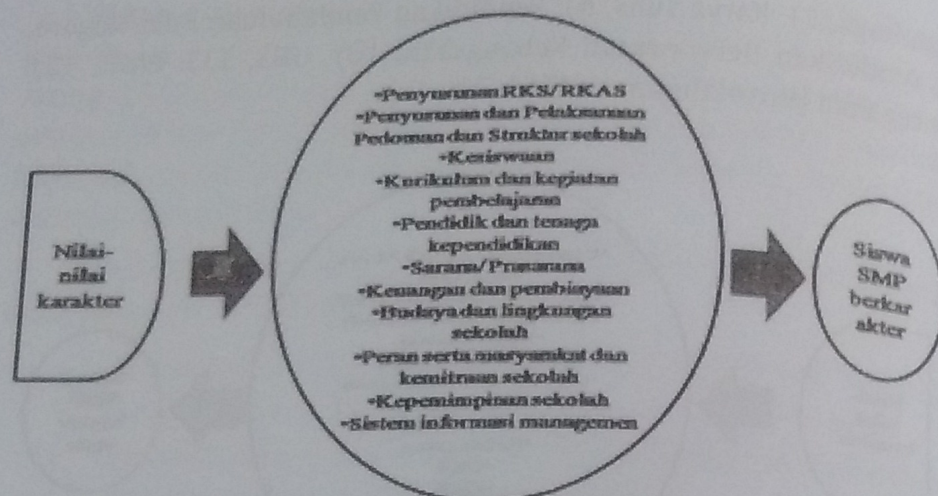 Nilai-
nilai
karakter
•Penyusunan RKS/RKAS
•Penyusunan dan Pelaksanaan
Pedoman dan Struktur sekolah
•Kesiswaan
•Kurikulum dan kegiatan
pembelajaran
•Pendidik dan tenaga
kependidikan
•Sarana/Prasarana
•Keuangan dan pembiayaan
•Budaya dan lingkungan
sekolah
•Peran serta masyarakat dan
kemitraan sekolah
•Kepemimpinan sekolah
•Sistem informasi managemen
Siswa
SMP
berkar
akter